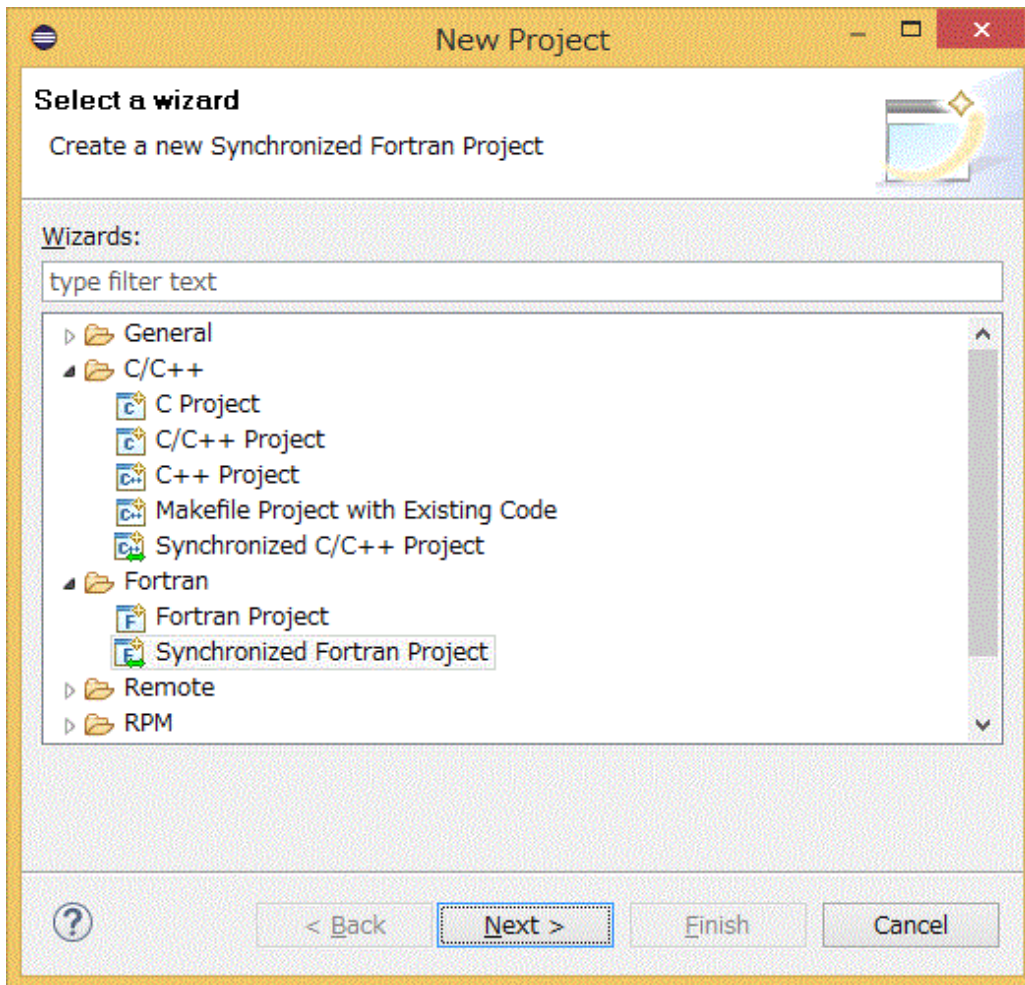 New Project
Select a wizard
Create a new Synchronized Fortran Project
Wizards:
type filter text
General
C/C++
C Project
C/C++ Project
C++ Project
Makefile Project with Existing Code
Synchronized C/C++ Project
Fortran
Fortran Project
Synchronized Fortran Project
Remote
RPM
< Back Next > Finish Cancel